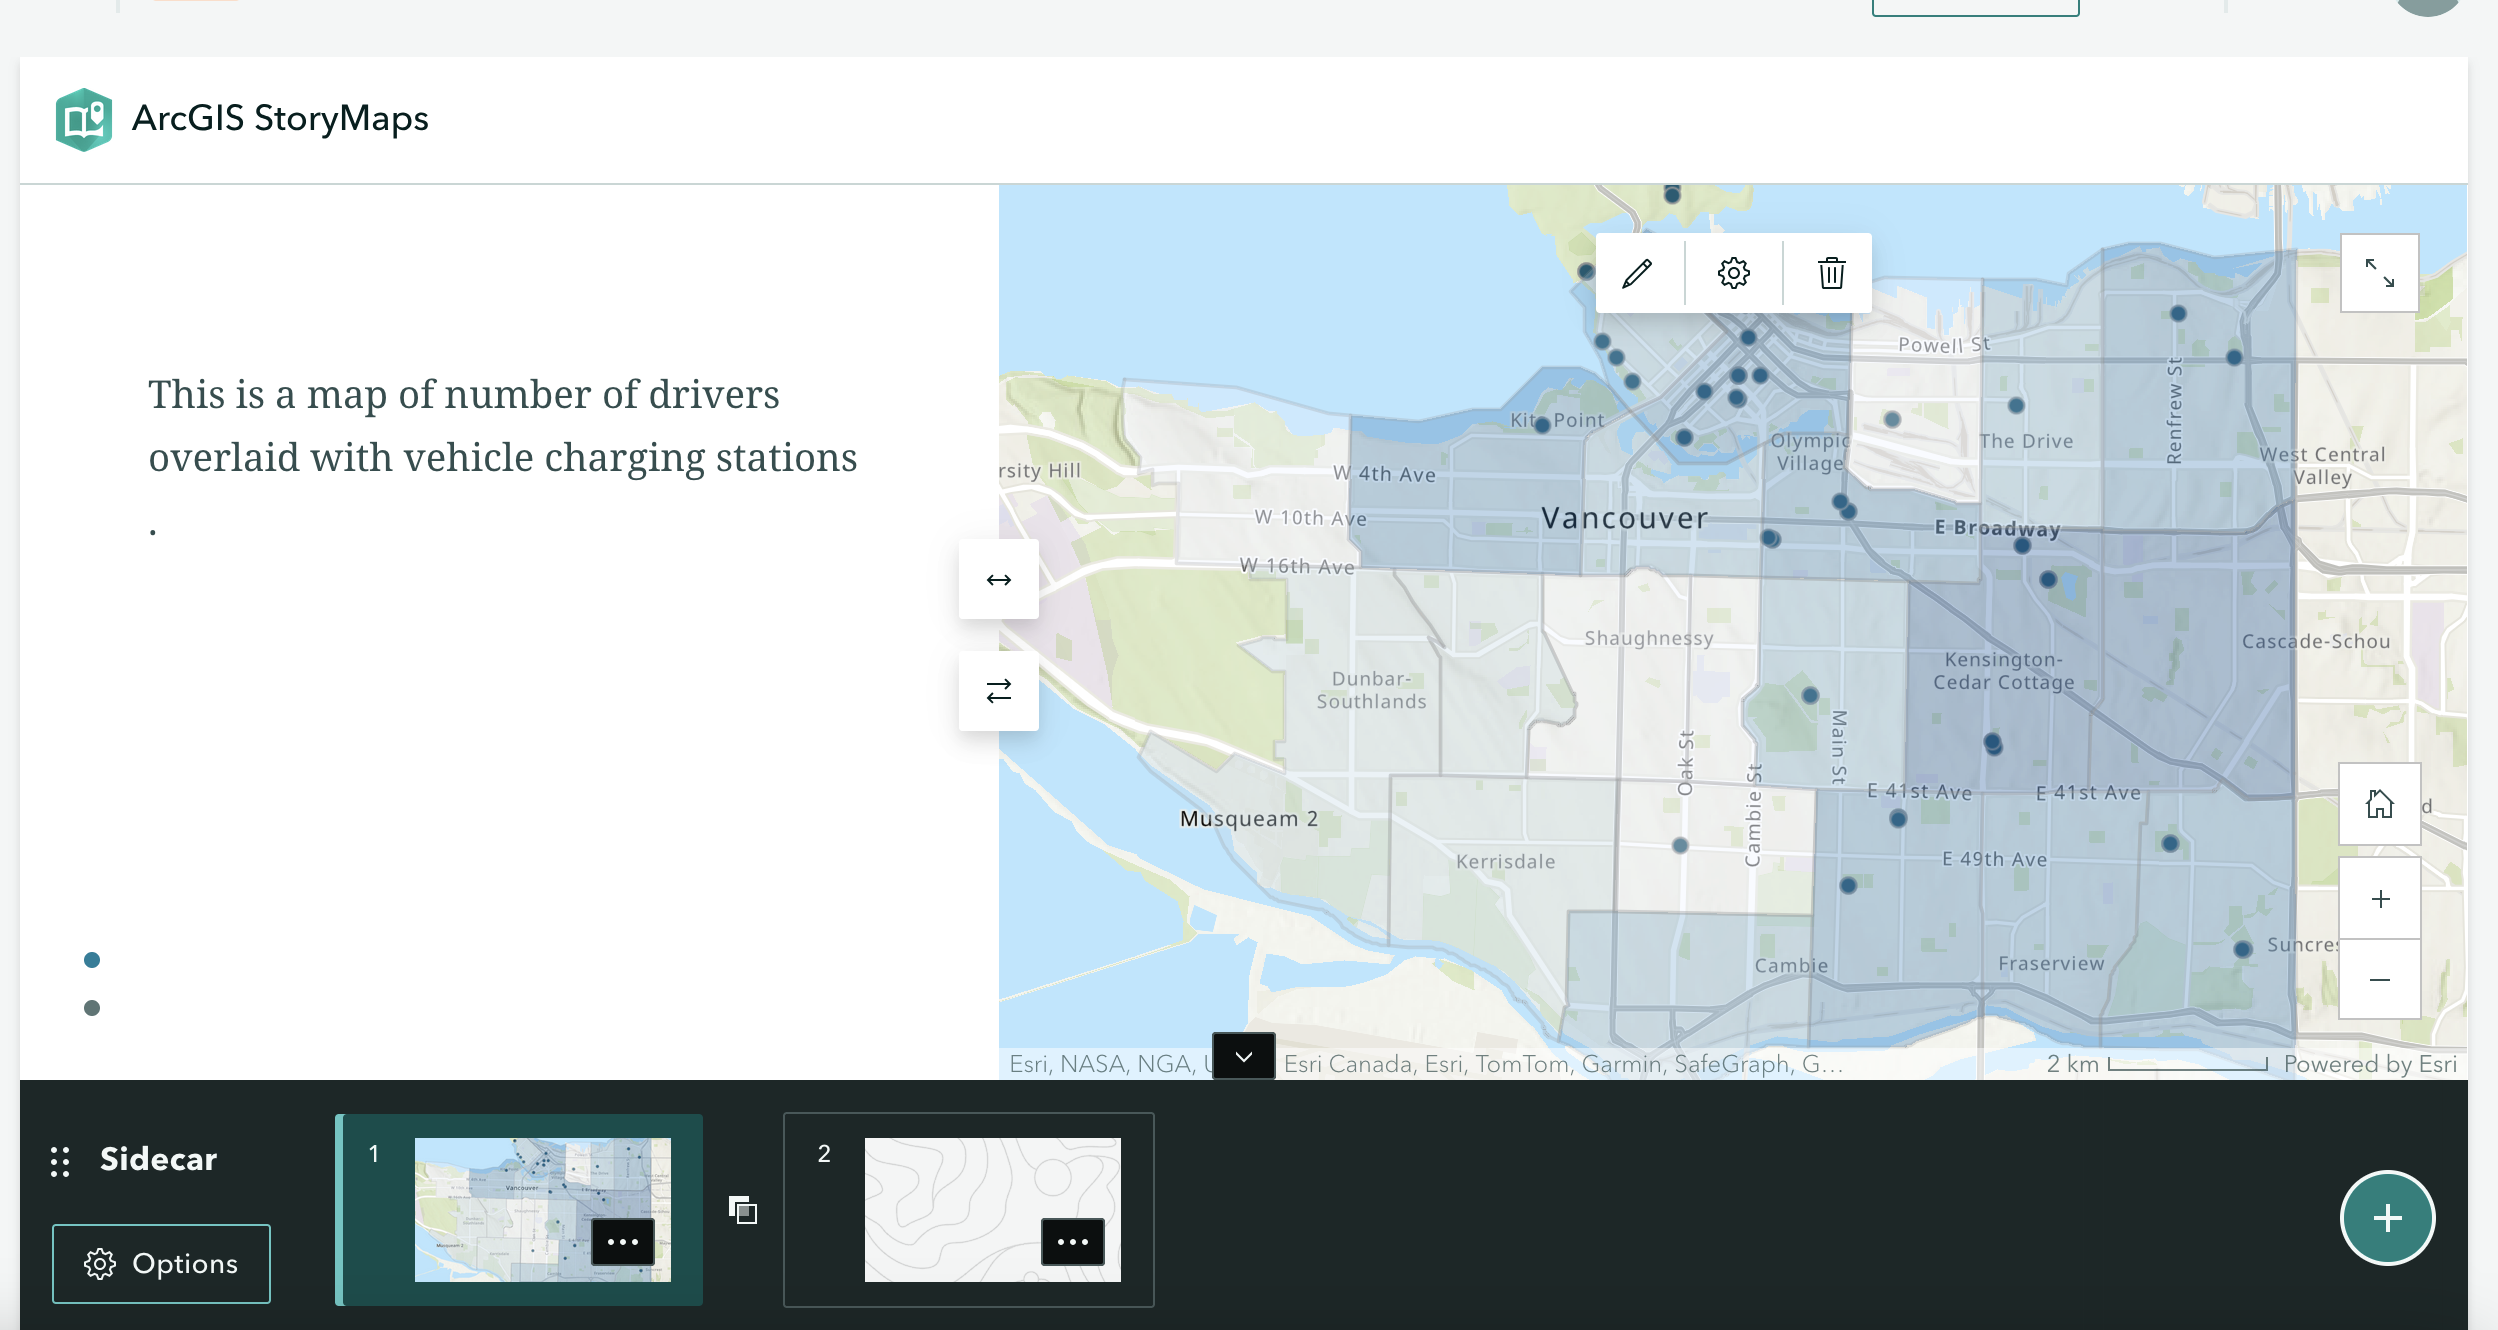 ArcGIS StoryMaps
This is a map of number of drivers
overlaid with vehicle charging stations
.
Powell St
Renfrew St
Kits Point
Olympic
Village
The Drive
West Central
Valley
rsity Hill
W 4th Ave
W 10th Ave
Vancouver
E Broadway
W 16th Ave
Shaughnessy
Cascade-Schou
Kensington-
Cedar Cottage
Dunbar-
Southlands
Main St
Oak St
Cambie St
E 41st Ave
E 41st Ave
d
Musqueam 2
Kerrisdale
E 49th Ave
Suncres
Cambie
Fraserview
Esri, NASA, NGA, U
Esri Canada, Esri, TomTom, Garmin, SafeGraph, G...
2 km
Powered by Esri
Sidecar
1
2
Options
Vancouver